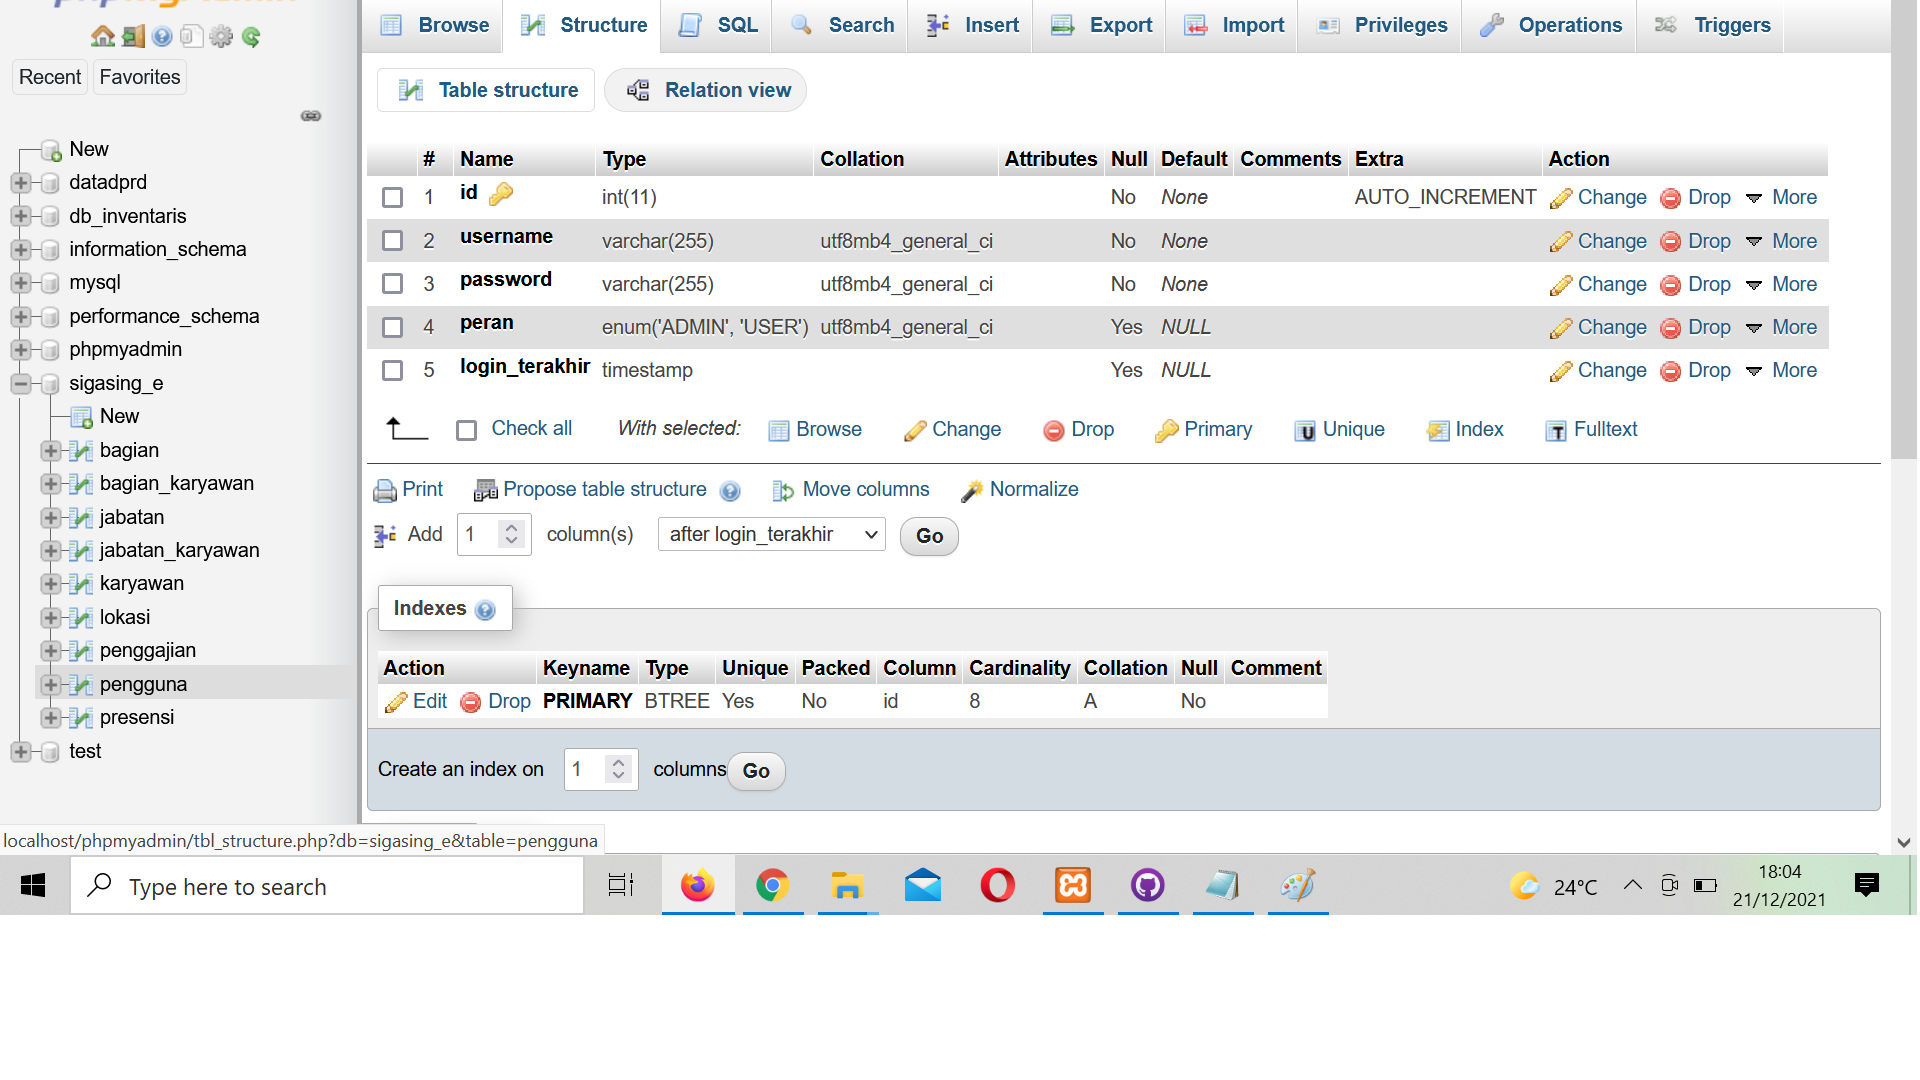 Recent Favorites
New
datadprd
db_inventaris
information_schema
mysql
performance_schema
phpmyadmin
sigasing_e
New
bagian
bagian_karyawan
jabatan
jabatan_karyawan
karyawan
lokasi
penggajian
pengguna
presensi
test
Browse Structure SQL Search Insert Export Import Privileges Operations Triggers
Table structure Relation view
# Name Type Collation Attributes Null Default Comments Extra Action
1 id int(11) No None AUTO_INCREMENT Change Drop More
2 username varchar(255) utf8mb4_general_ci No None Change Drop More
3 password varchar(255) utf8mb4_general_ci No None Change Drop More
4 peran enum('ADMIN', 'USER') utf8mb4_general_ci Yes NULL Change Drop More
5 login_terakhir timestamp Yes NULL Change Drop More
Check all With selected: Browse Change Drop Primary Unique Index Fulltext
Print Propose table structure Move columns Normalize
Add 1 column(s) after login_terakhir Go
Indexes
Action Keyname Type Unique Packed Column Cardinality Collation Null Comment
Edit Drop PRIMARY BTREE Yes No id 8 A No
Create an index on 1 columns Go
localhost/phpmyadmin/tbl_structure.php?db=sigasing_e&table=pengguna
Type here to search
24°C
18:04
21/12/2021